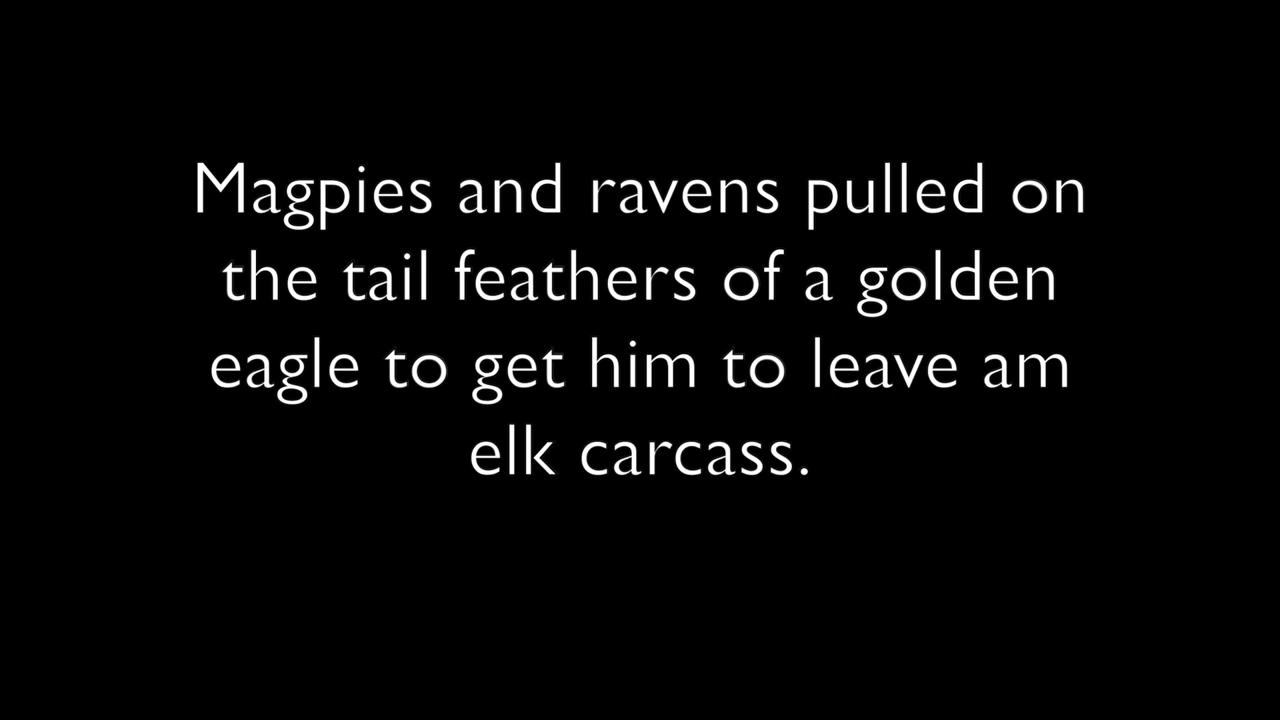 Magpies and ravens pulled on
the tail feathers of a golden
eagle to get him to leave am
elk carcass.